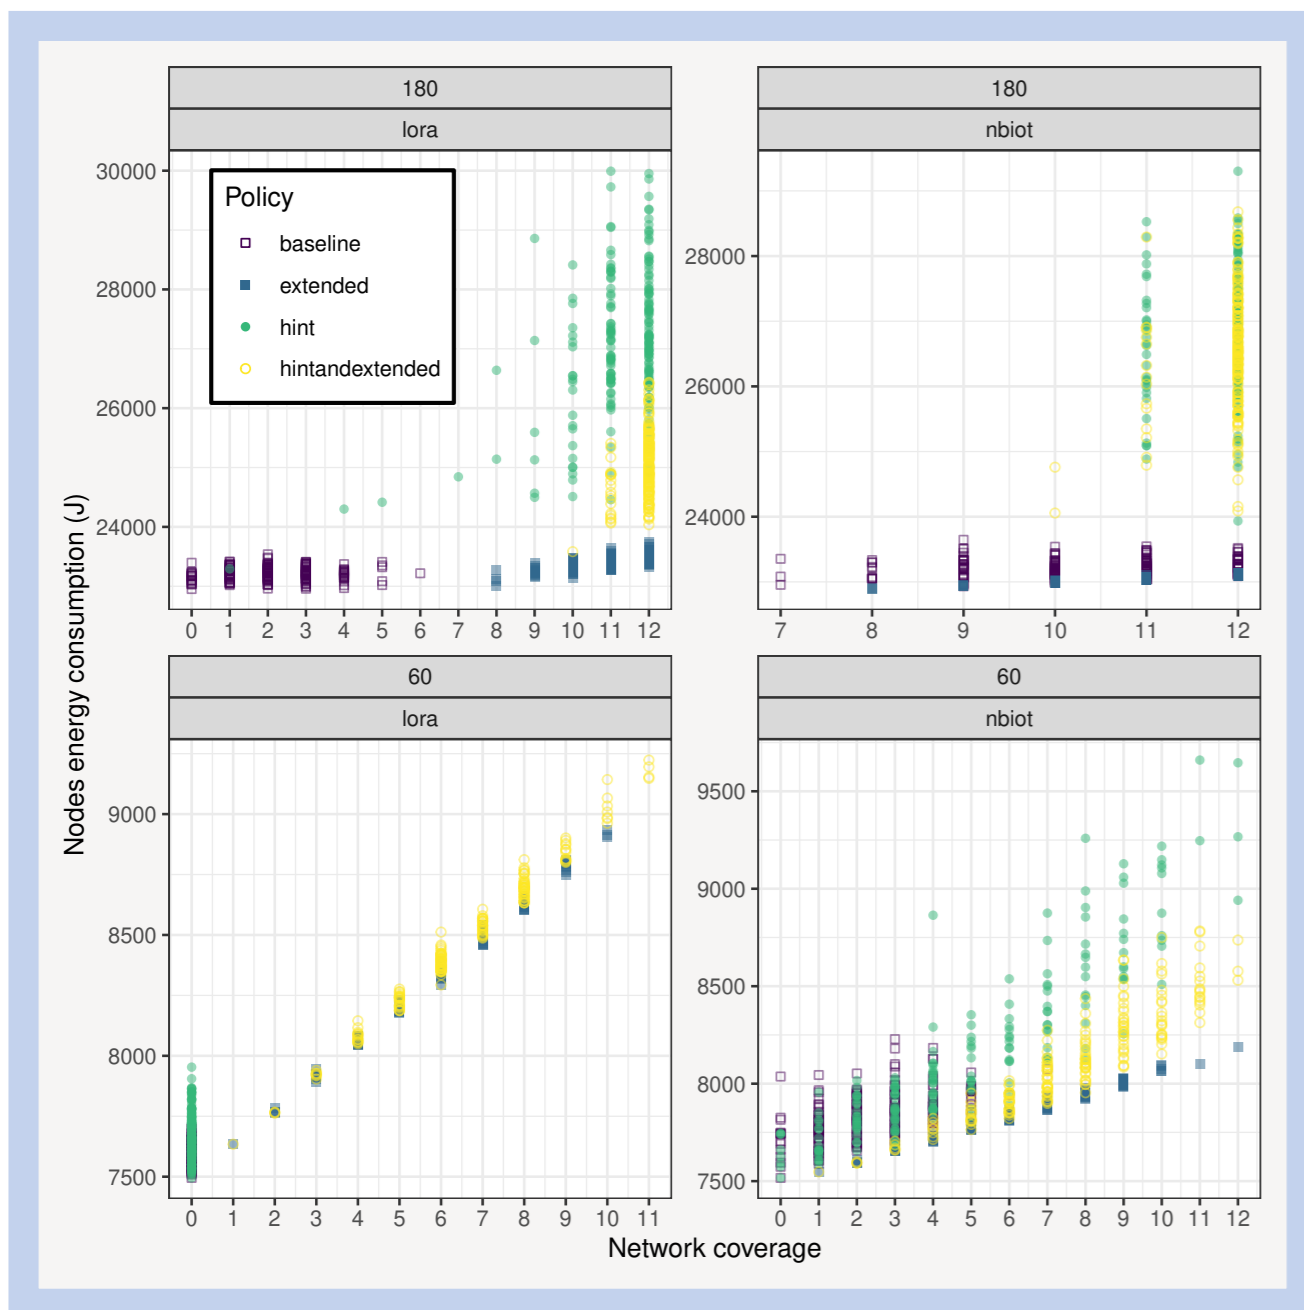 180
180
lora
nbiot
Policy
baseline
extended
hint
hintandextended
30000
28000
26000
24000
28000
26000
24000
0 1 2 3 4 5 6 7 8 9 10 11 12
7 8 9 10 11 12
60
60
lora
nbiot
9000
8500
8000
7500
9500
9000
8500
8000
7500
0 1 2 3 4 5 6 7 8 9 10 11
0 1 2 3 4 5 6 7 8 9 10 11 12
Nodes energy consumption (J)
Network coverage